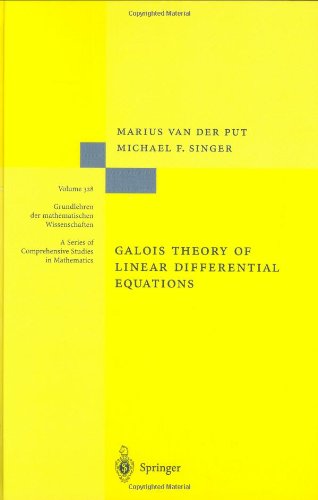 Copyrighted Material
MARIUS VAN DER PUT
MICHAEL F. SINGER
Volume 328
Grundlehren
der mathematischen
Wissenschaften
A Series of
Comprehensive Studies
in Mathematics
GALOIS THEORY OF
LINEAR DIFFERENTIAL
EQUATIONS
Springer
Copyrighted Material